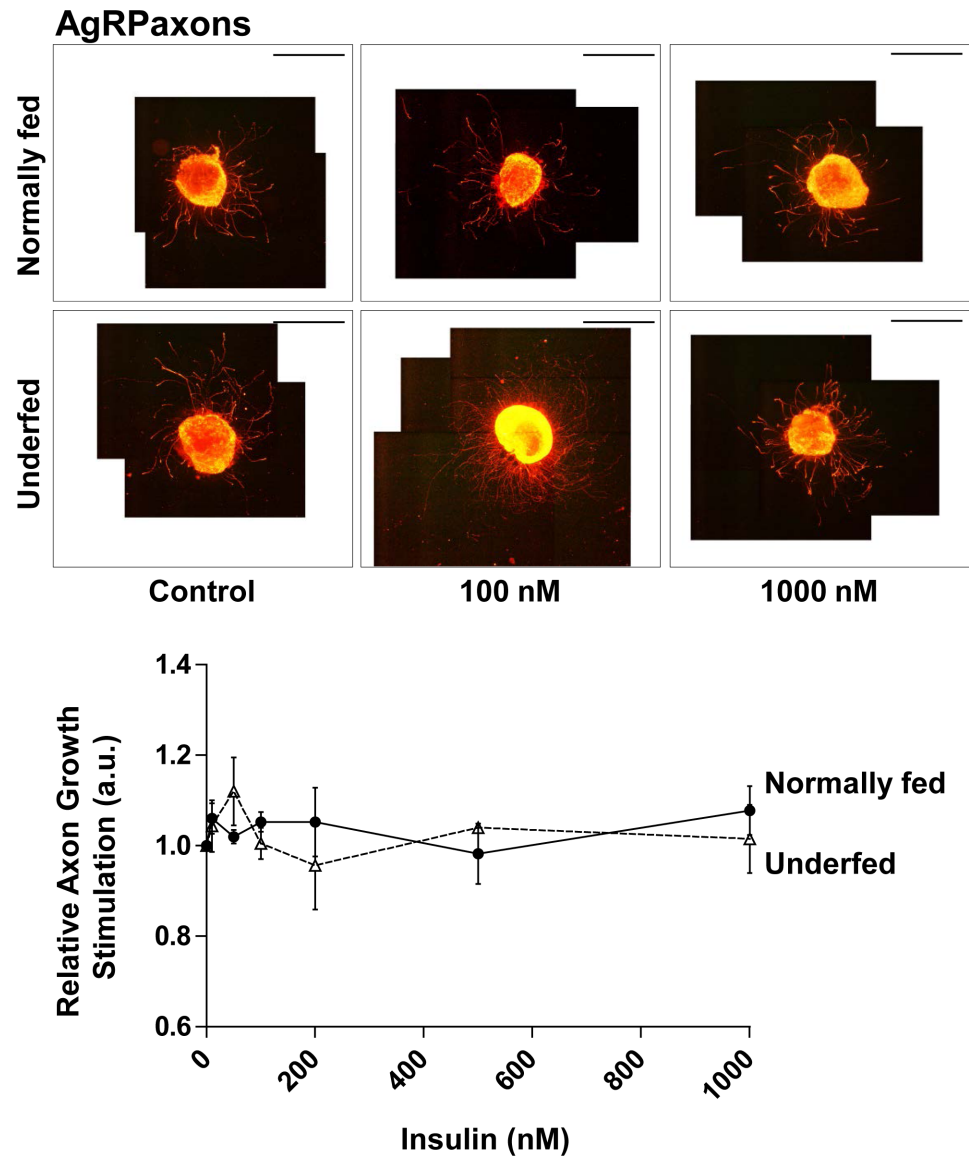 AgRPaxons
Normally fed
Underfed
Control
100 nM
1000 nM
1.4
1.2
1.0
0.8
0.6
Relative Axon Growth
Stimulation (a.u.)
Normally fed
Underfed
0
200
400
600
800
1000
Insulin (nM)